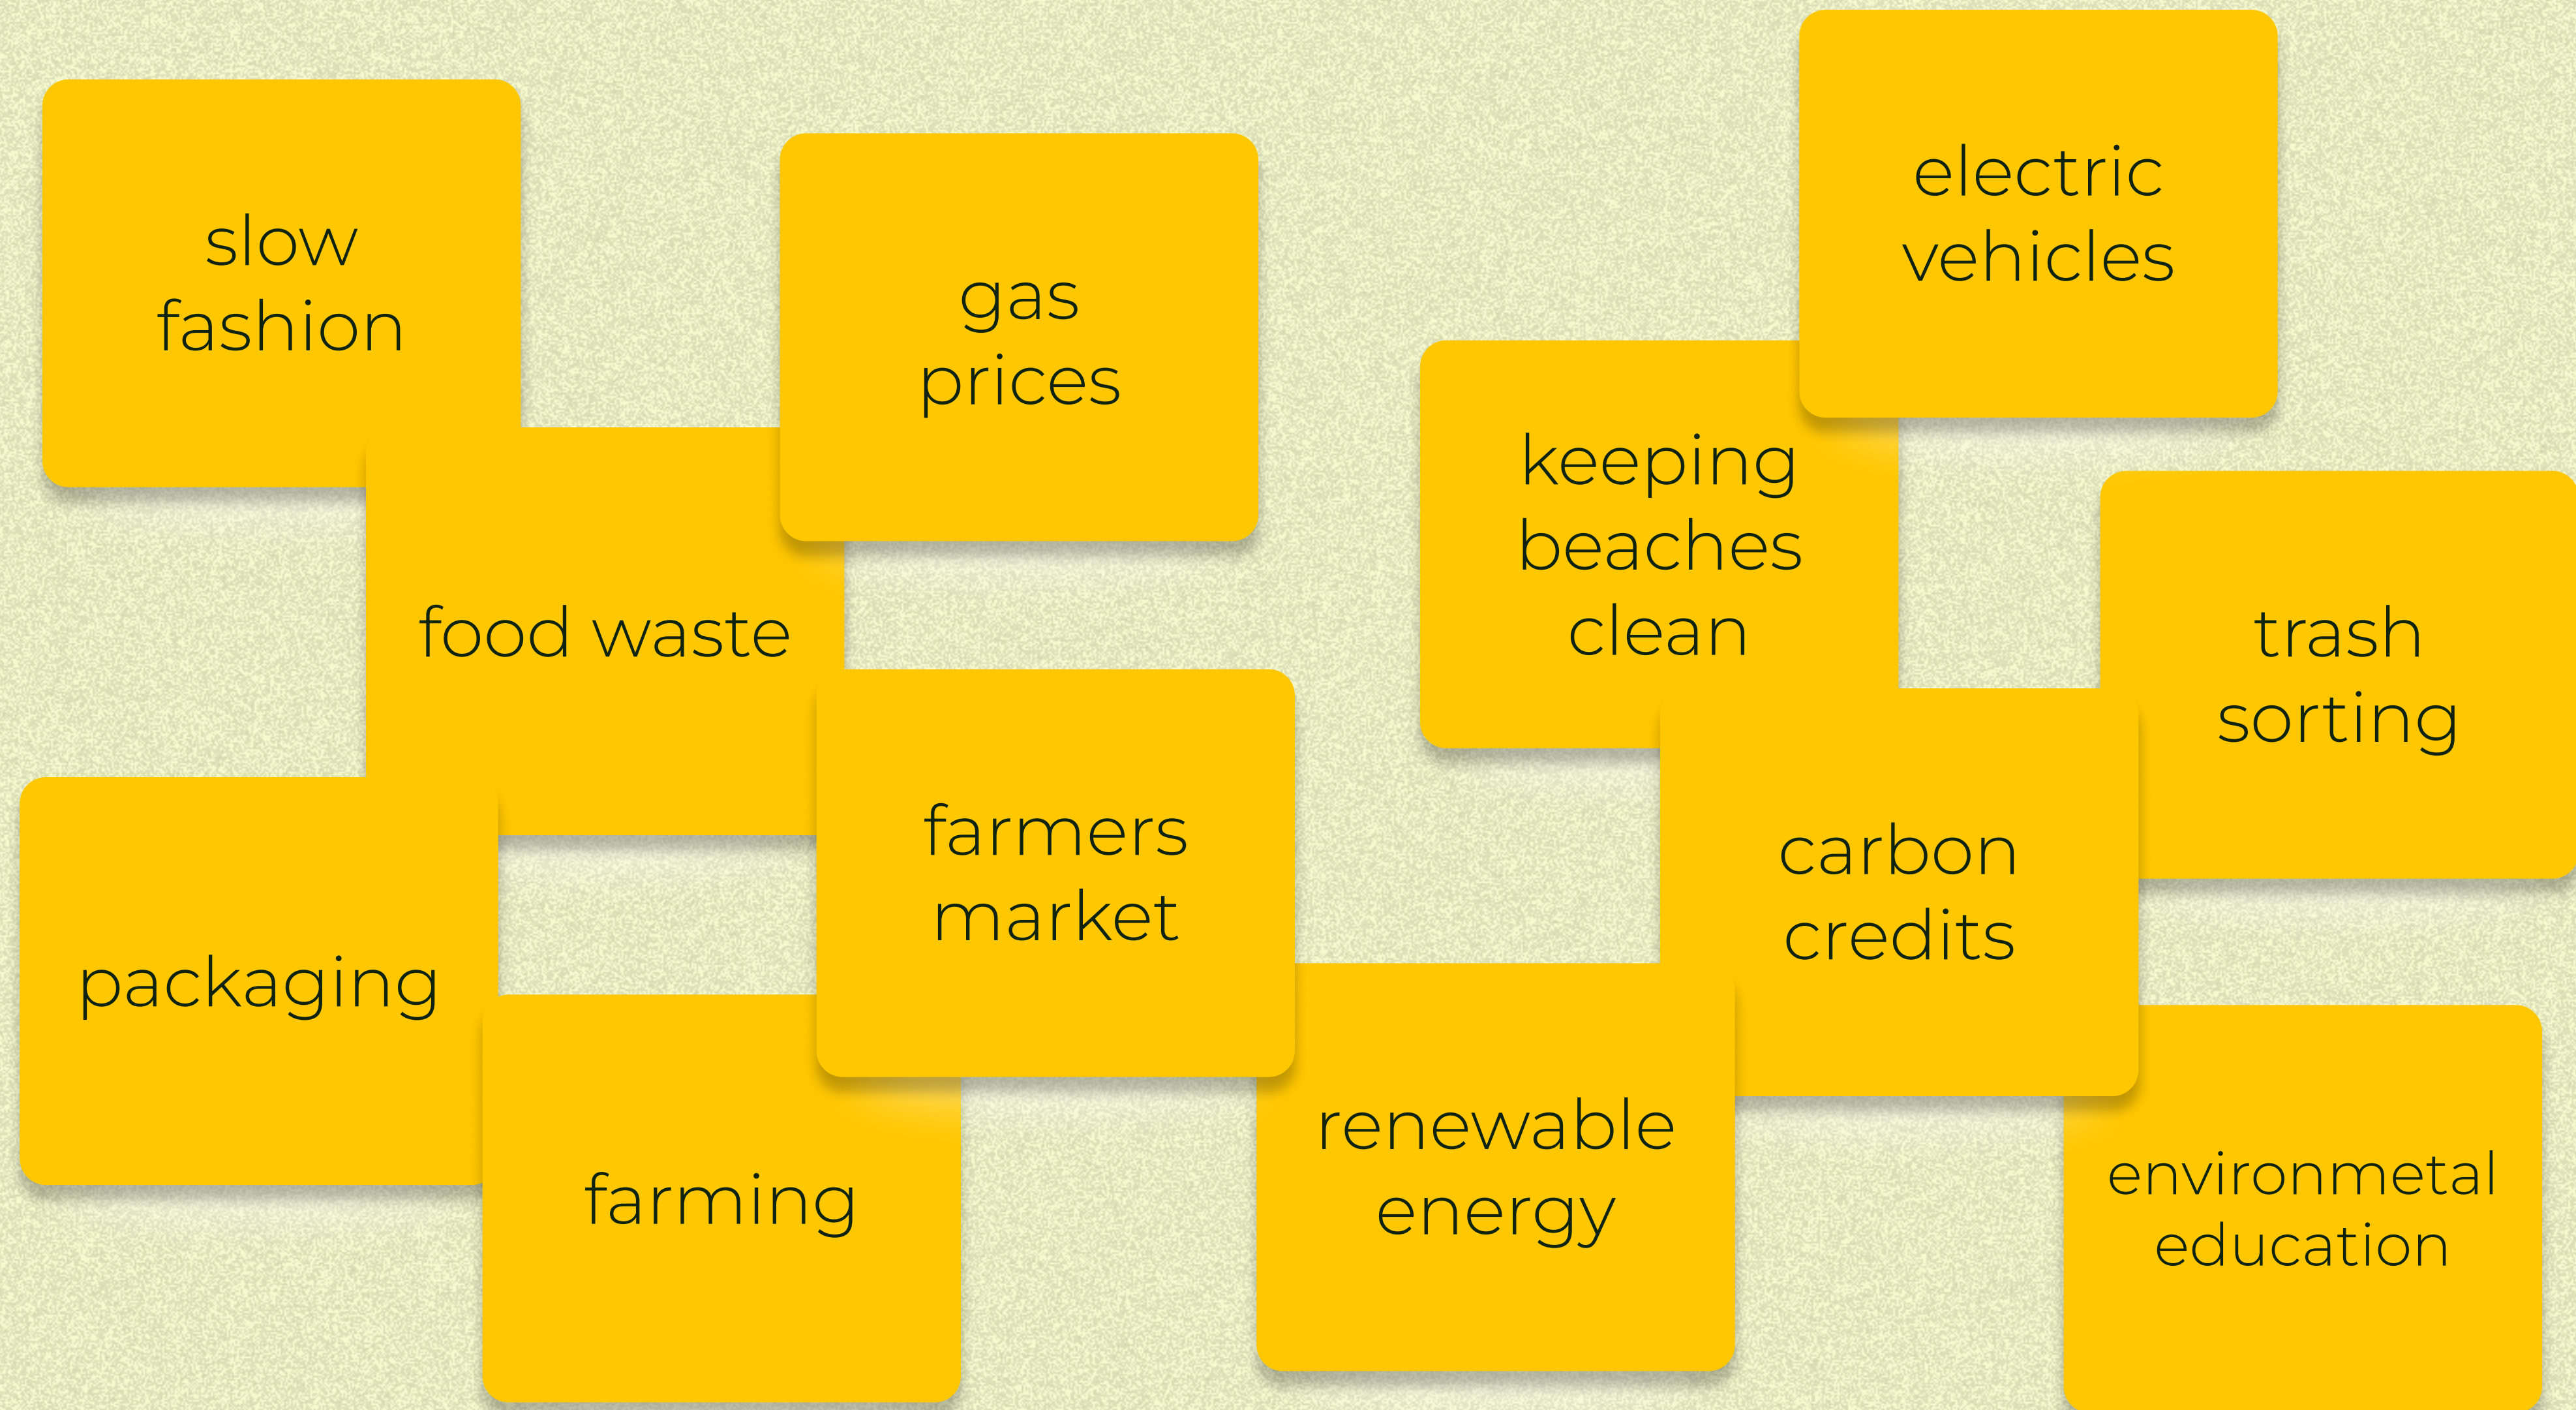 slow
fashion
gas
prices
electric
vehicles
food waste
keeping
beaches
clean
trash
sorting
packaging
farmers
market
carbon
credits
farming
renewable
energy
environmetal
education